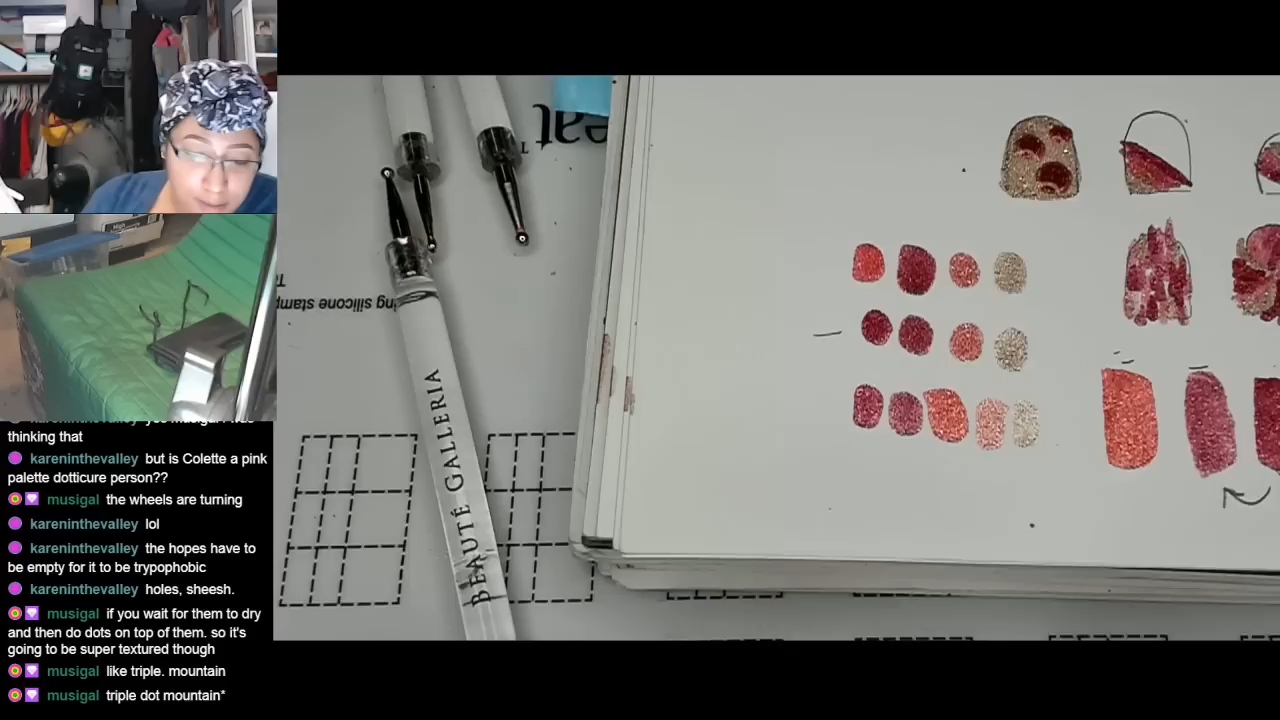 eat
T
ing silicone stamp
BEAUTÉ GALLERIA
thinking that
kareninthevalley but is Colette a pink
palette dotticure person??
musigal the wheels are turning
kareninthevalley lol
kareninthevalley the hopes have to
be empty for it to be trypophobic
kareninthevalley holes, sheesh.
musigal if you wait for them to dry
and then do dots on top of them. so it's
going to be super textured though
musigal like triple. mountain
musigal triple dot mountain*